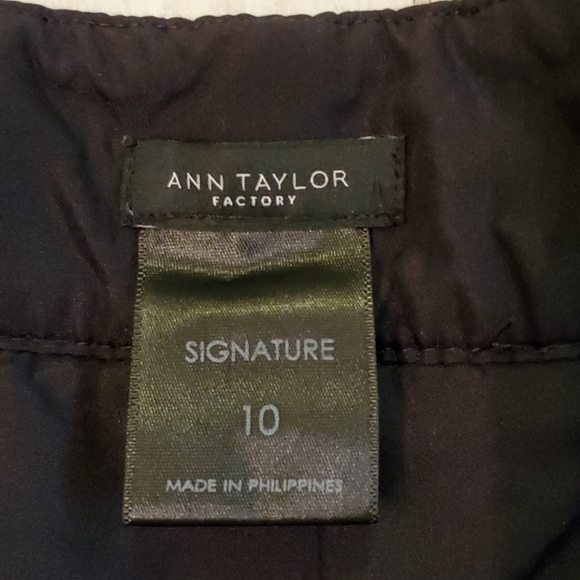 ANN TAYLOR
FACTORY
SIGNATURE
10
MADE IN PHILIPPINES